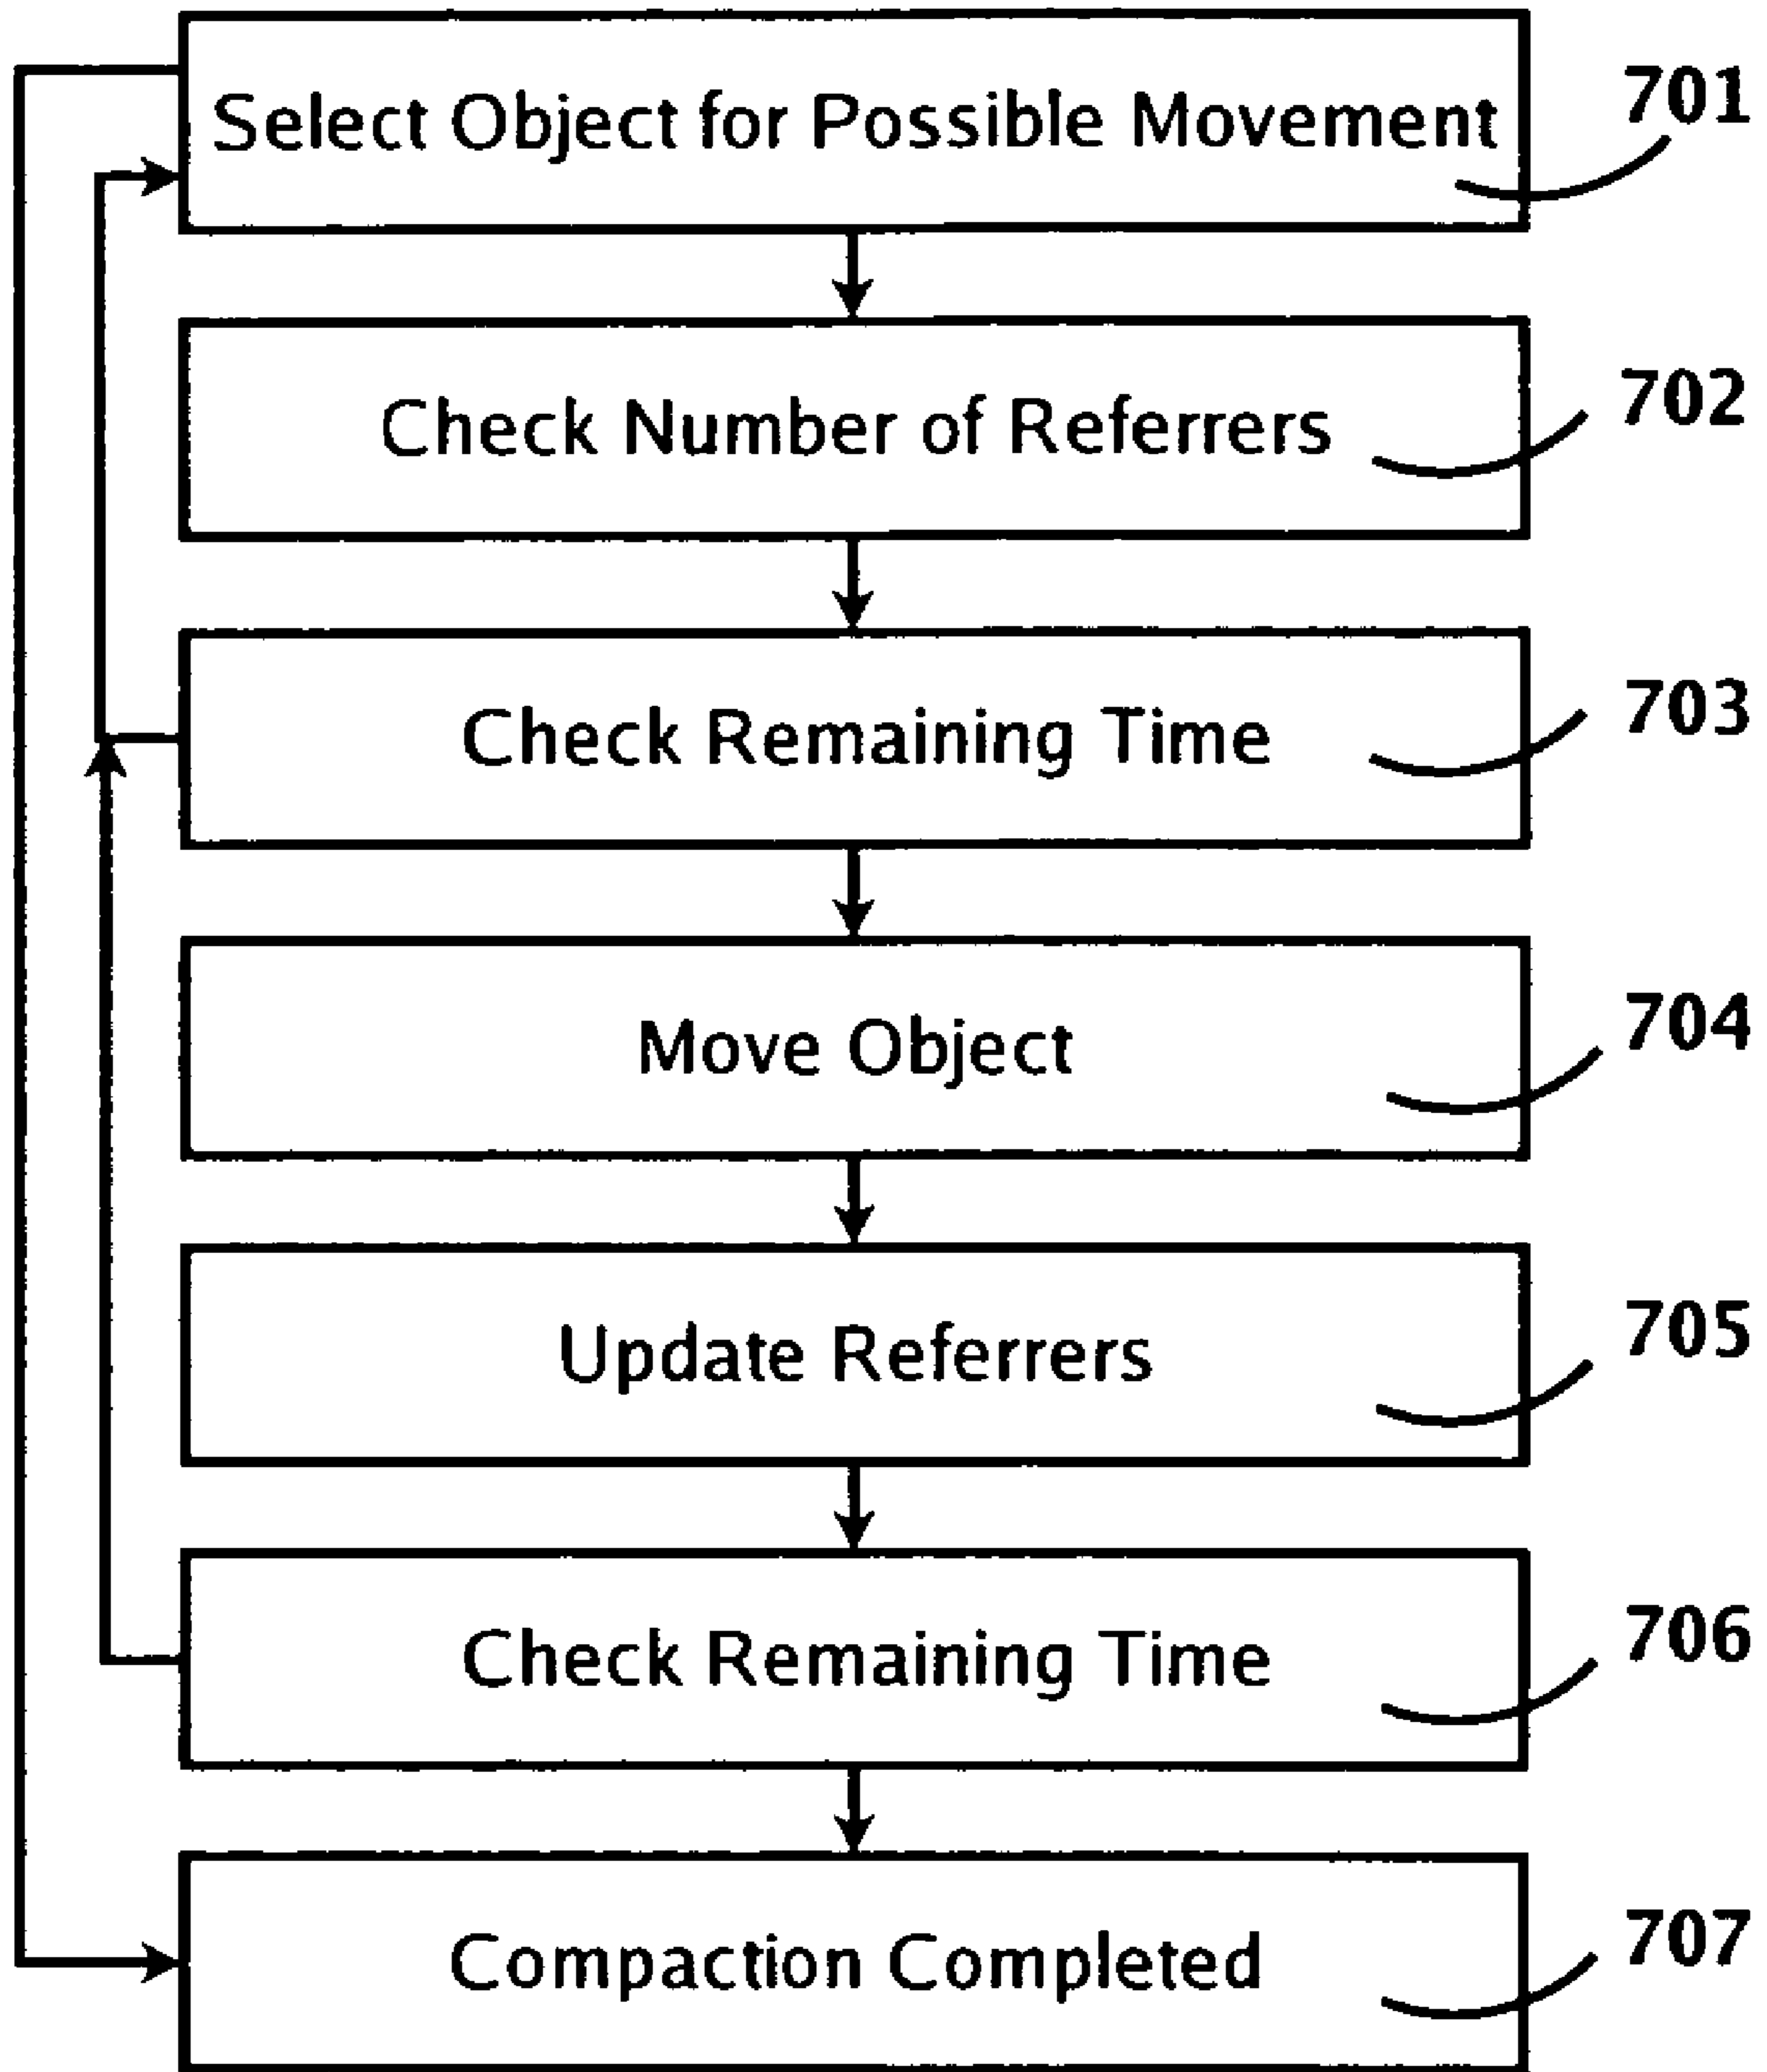 Select Object for Possible Movement
701
Check Number of Referrers
702
Check Remaining Time
703
Move Object
704
Update Referrers
705
Check Remaining Time
706
Compaction Completed
707